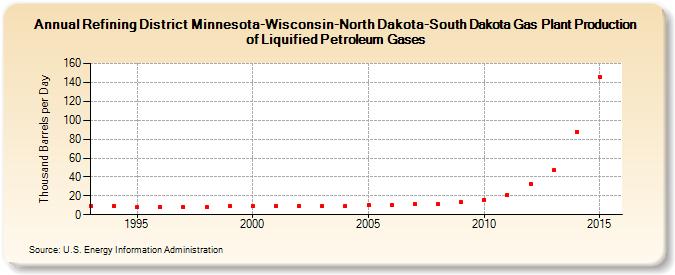 Annual Refining District Minnesota-Wisconsin-North Dakota-South Dakota Gas Plant Production
of Liquified Petroleum Gases
Thousand Barrels per Day
160
140
120
100
80
60
40
20
0
1995 2000 2005 2010 2015
Source: U.S. Energy Information Administration